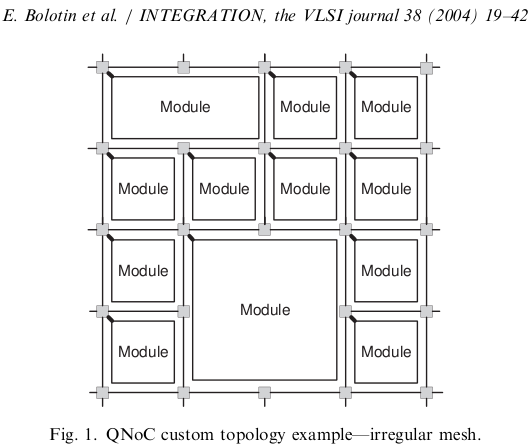 E. Bolotin et al. / INTEGRATION, the VLSI journal 38 (2004) 19–42
Module Module Module
Module Module Module Module
Module Module
Module
Module Module
Fig. 1. QNoC custom topology example—irregular mesh.